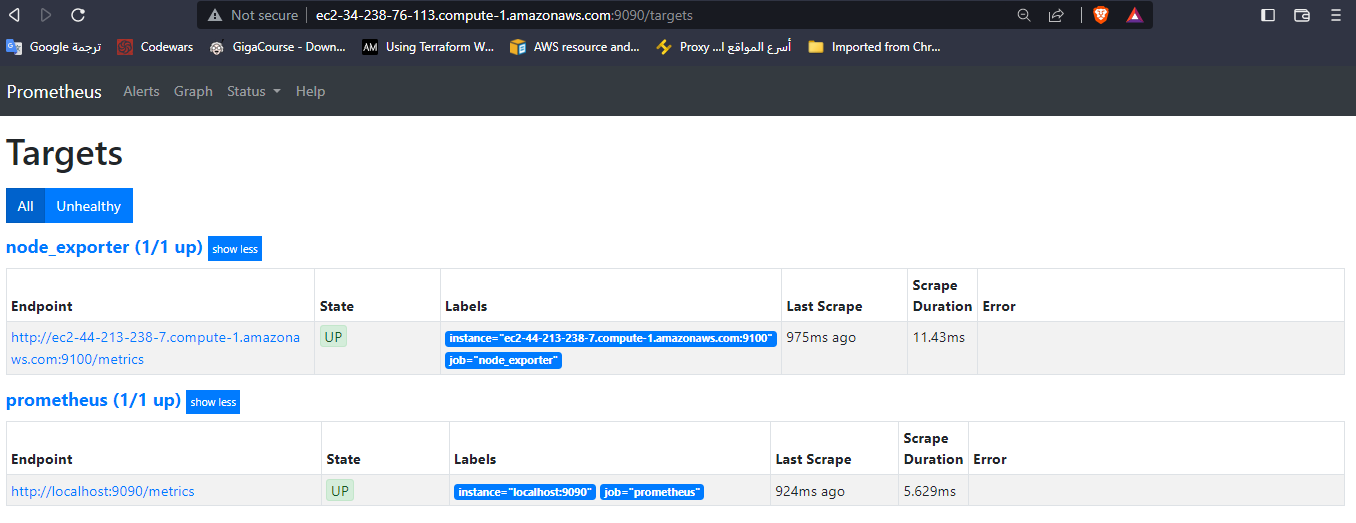 Not secure ec2-34-238-76-113.compute-1.amazonaws.com:9090/targets
Google ترجمة Codewars GigaCourse - Down... AM Using Terraform W... AWS resource and... Proxy ...أسرع المواقع ا Imported from Chr...
Prometheus Alerts Graph Status Help
Targets
All Unhealthy
node_exporter (1/1 up) show less
Endpoint State Labels Last Scrape Scrape Duration Error
http://ec2-44-213-238-7.compute-1.amazona UP instance="ec2-44-213-238-7.compute-1.amazonaws.com:9100" 975ms ago 11.43ms
ws.com:9100/metrics job="node_exporter"
prometheus (1/1 up) show less
Endpoint State Labels Last Scrape Scrape Duration Error
http://localhost:9090/metrics UP instance="localhost:9090" job="prometheus" 924ms ago 5.629ms